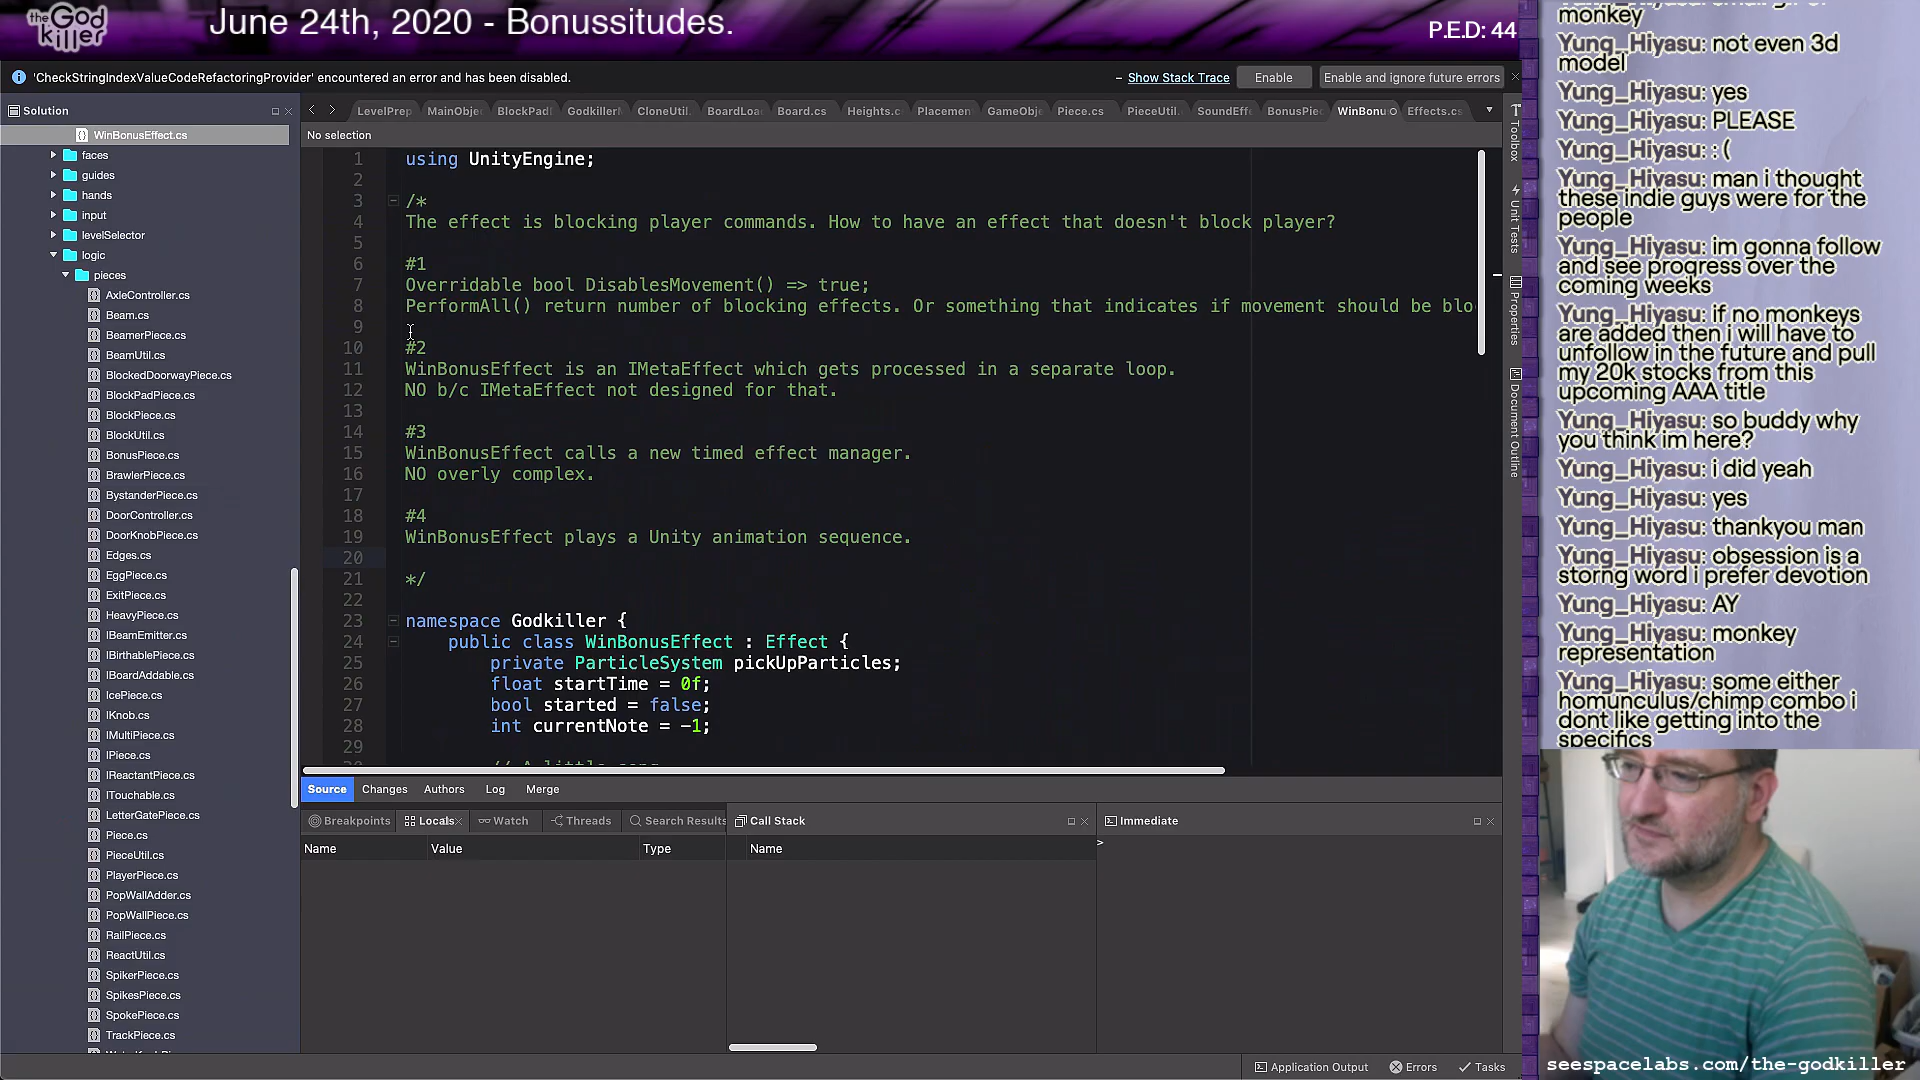 the God killer
June 24th, 2020 - Bonussitudes.
P.E.D: 44
'CheckStringIndexValueCodeRefactoringProvider' encountered an error and has been disabled.
Show Stack Trace
Enable
Enable and ignore future errors
Solution
LevelPrep MainObje BlockPadI Godkiller CloneUtil. BoardLoa Board.cs Heights.c Placemen GameObj Piece.cs PieceUtil. SoundEff BonusPie WinBonu Effects.cs
No selection
WinBonusEffect.cs
faces
guides
hands
input
levelSelector
logic
pieces
AxleController.cs
Beam.cs
BeamerPiece.cs
BeamUtil.cs
BlockedDoorwayPiece.cs
BlockPadPiece.cs
BlockPiece.cs
BlockUtil.cs
BonusPiece.cs
BrawlerPiece.cs
BystanderPiece.cs
DoorController.cs
DoorKnobPiece.cs
Edges.cs
EggPiece.cs
ExitPiece.cs
HeavyPiece.cs
IBeamEmitter.cs
IBirthablePiece.cs
IBoardAddable.cs
IcePiece.cs
IKnob.cs
IMultiPiece.cs
IPiece.cs
IReactantPiece.cs
ITouchable.cs
LetterGatePiece.cs
Piece.cs
PieceUtil.cs
PlayerPiece.cs
PopWallAdder.cs
PopWallPiece.cs
RailPiece.cs
ReactUtil.cs
SpikerPiece.cs
SpikesPiece.cs
SpokePiece.cs
TrackPiece.cs
1 using UnityEngine;
2
3 /*
4 The effect is blocking player commands. How to have an effect that doesn't block player?
5
6 #1
7 Overridable bool DisablesMovement() => true;
8 PerformAll() return number of blocking effects. Or something that indicates if movement should be blo
9
10 #2
11 WinBonusEffect is an IMetaEffect which gets processed in a separate loop.
12 NO b/c IMetaEffect not designed for that.
13
14 #3
15 WinBonusEffect calls a new timed effect manager.
16 NO overly complex.
17
18 #4
19 WinBonusEffect plays a Unity animation sequence.
20
21 */
22
23 namespace Godkiller {
24 public class WinBonusEffect : Effect {
25 private ParticleSystem pickUpParticles;
26 float startTime = 0f;
27 bool started = false;
28 int currentNote = -1;
29
Source Changes Authors Log Merge
Breakpoints Locals Watch Threads Search Results
Name Value Type
Call Stack
Name
Immediate
>
Application Output Errors Tasks
Toolbox
Unit Tests
Properties
Document Outline
monkey
Yung_Hiyasu: not even 3d
model
Yung_Hiyasu: yes
Yung_Hiyasu: PLEASE
Yung_Hiyasu: : (
Yung_Hiyasu: man i thought
these indie guys were for the
people
Yung_Hiyasu: im gonna follow
and see progress over the
coming weeks
Yung_Hiyasu: if no monkeys
are added then i will have to
unfollow in the future and pull
my 20k stocks from this
upcoming AAA title
Yung_Hiyasu: so buddy why
you think im here?
Yung_Hiyasu: i did yeah
Yung_Hiyasu: yes
Yung_Hiyasu: thankyou man
Yung_Hiyasu: obsession is a
storng word i prefer devotion
Yung_Hiyasu: AY
Yung_Hiyasu: monkey
representation
Yung_Hiyasu: some either
homunculus/chimp combo i
dont like getting into the
specifics
seespacelabs.com/the-godkiller